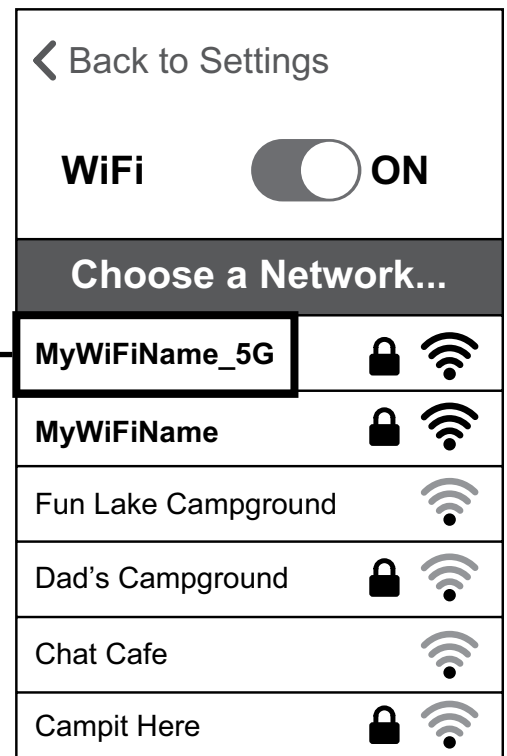 Back to Settings
WiFi ON
Choose a Network...
MyWiFiName_5G
MyWiFiName
Fun Lake Campground
Dad's Campground
Chat Cafe
Campit Here